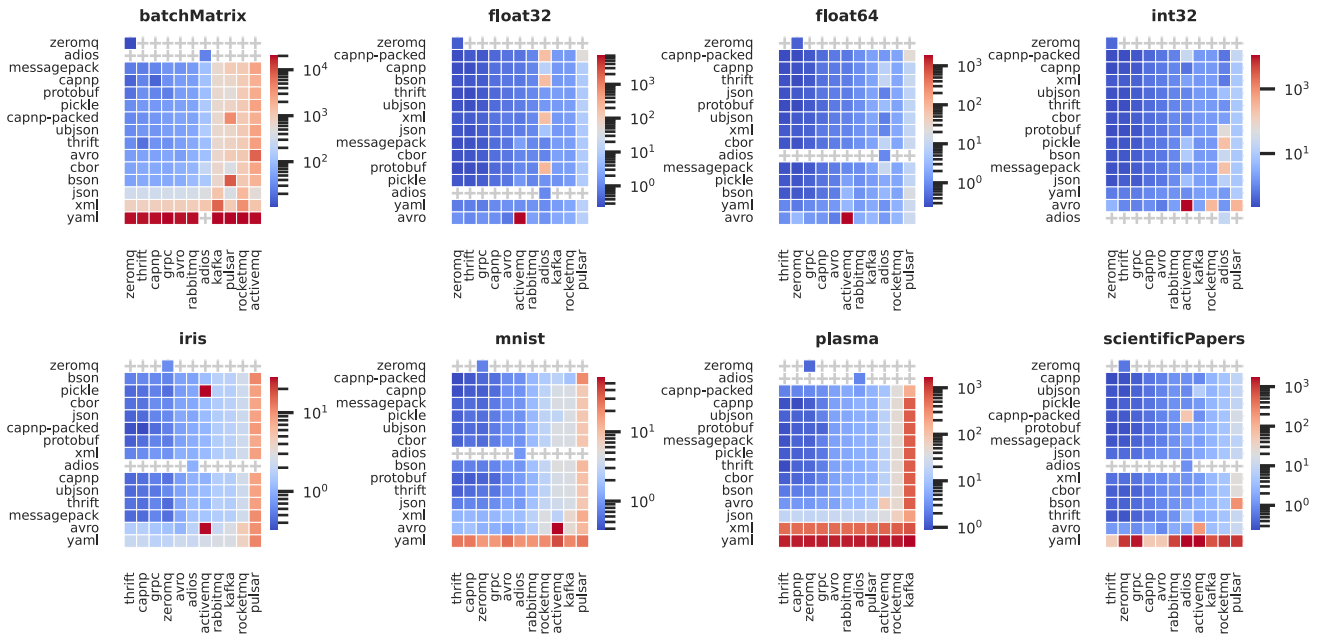 batchMatrix
zeromq
adios
messagepack
capnp
protobuf
pickle
capnp-packed
ubjson
thrift
avro
cbor
bson
json
xml
yaml
10^4
10^3
10^2
zeromq
thrift
capnp
grpc
avro
rabbitmq
adios
kafka
pulsar
rocketmq
activemq
float32
zeromq
capnp-packed
capnp
bson
thrift
ubjson
xml
json
messagepack
cbor
protobuf
pickle
adios
yaml
avro
10^3
10^2
10^1
10^0
zeromq
thrift
grpc
capnp
avro
activemq
rabbitmq
adios
kafka
rocketmq
pulsar
float64
zeromq
capnp-packed
capnp
thrift
json
protobuf
ubjson
xml
cbor
adios
messagepack
pickle
bson
yaml
avro
10^3
10^2
10^1
10^0
thrift
zeromq
grpc
capnp
avro
activemq
rabbitmq
kafka
adios
rocketmq
pulsar
int32
zeromq
capnp-packed
capnp
xml
ubjson
thrift
cbor
protobuf
pickle
bson
messagepack
json
yaml
avro
adios
10^3
10^1
zeromq
thrift
grpc
capnp
avro
rabbitmq
activemq
kafka
rocketmq
adios
pulsar
iris
zeromq
bson
pickle
cbor
json
capnp-packed
protobuf
xml
adios
capnp
ubjson
thrift
messagepack
avro
yaml
10^1
10^0
thrift
capnp
grpc
zeromq
avro
adios
activemq
rabbitmq
kafka
rocketmq
pulsar
mnist
zeromq
capnp-packed
capnp
messagepack
pickle
ubjson
cbor
adios
bson
protobuf
thrift
json
xml
avro
yaml
10^1
10^0
thrift
capnp
zeromq
grpc
avro
adios
rabbitmq
rocketmq
activemq
kafka
pulsar
plasma
zeromq
adios
capnp-packed
capnp
ubjson
protobuf
messagepack
pickle
thrift
cbor
bson
avro
json
xml
yaml
10^3
10^2
10^1
10^0
thrift
capnp
zeromq
grpc
avro
rabbitmq
adios
pulsar
activemq
rocketmq
kafka
scientificPapers
zeromq
capnp
ubjson
pickle
capnp-packed
protobuf
messagepack
json
adios
xml
cbor
bson
thrift
avro
yaml
10^3
10^2
10^1
10^0
thrift
zeromq
grpc
capnp
avro
rabbitmq
adios
activemq
kafka
rocketmq
pulsar